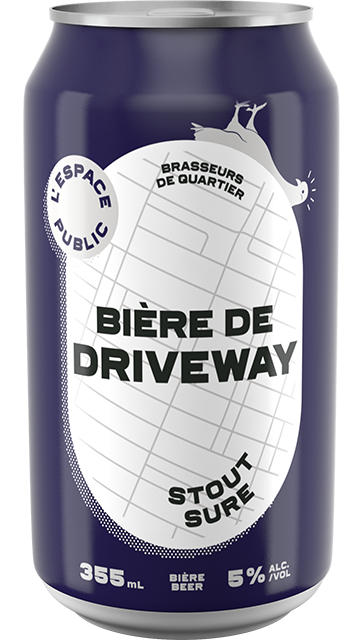 L'ESPACE
PUBLIC
BRASSEURS
DE QUARTIER
BIÈRE DE
DRIVEWAY
STOUT
SURE
355 mL
BIÈRE
BEER
5% ALC.
/VOL